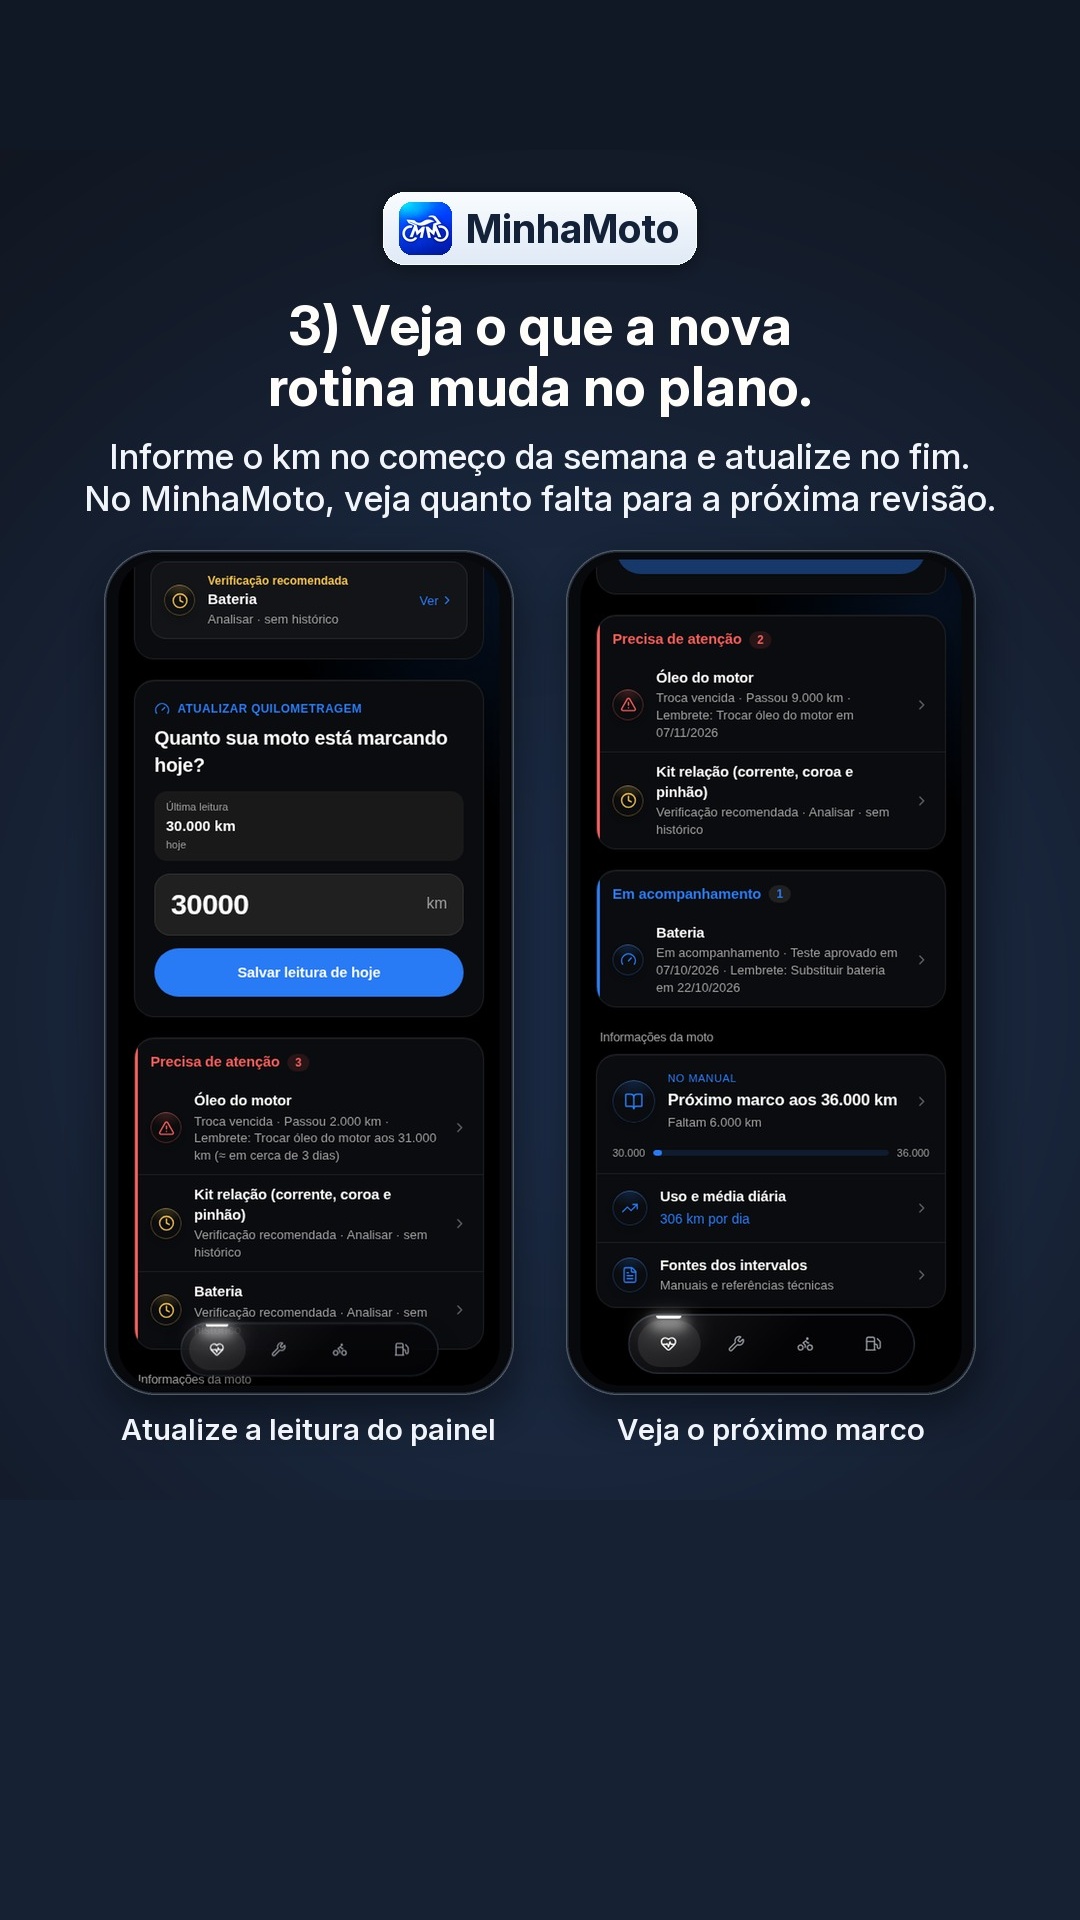 MinhaMoto
3) Veja o que a nova
rotina muda no plano.
Informe o km no começo da semana e atualize no fim.
No MinhaMoto, veja quanto falta para a próxima revisão.
Verificação recomendada
Bateria
Ver
Analisar · sem histórico
ATUALIZAR QUILOMETRAGEM
Quanto sua moto está marcando
hoje?
Última leitura
30.000 km
hoje
30000
km
Salvar leitura de hoje
Precisa de atenção 3
Óleo do motor
Troca vencida · Passou 2.000 km ·
Lembrete: Trocar óleo do motor aos 31.000
km (≈ em cerca de 3 dias)
Kit relação (corrente, coroa e
pinhão)
Verificação recomendada · Analisar · sem
histórico
Bateria
Verificação recomendada · Analisar · sem
Informações da moto
Atualize a leitura do painel
Precisa de atenção 2
Óleo do motor
Troca vencida · Passou 9.000 km ·
Lembrete: Trocar óleo do motor em
07/11/2026
Kit relação (corrente, coroa e
pinhão)
Verificação recomendada · Analisar · sem
histórico
Em acompanhamento 1
Bateria
Em acompanhamento · Teste aprovado em
07/10/2026 · Lembrete: Substituir bateria
em 22/10/2026
Informações da moto
NO MANUAL
Próximo marco aos 36.000 km
Faltam 6.000 km
30.000
36.000
Uso e média diária
306 km por dia
Fontes dos intervalos
Manuais e referências técnicas
Veja o próximo marco